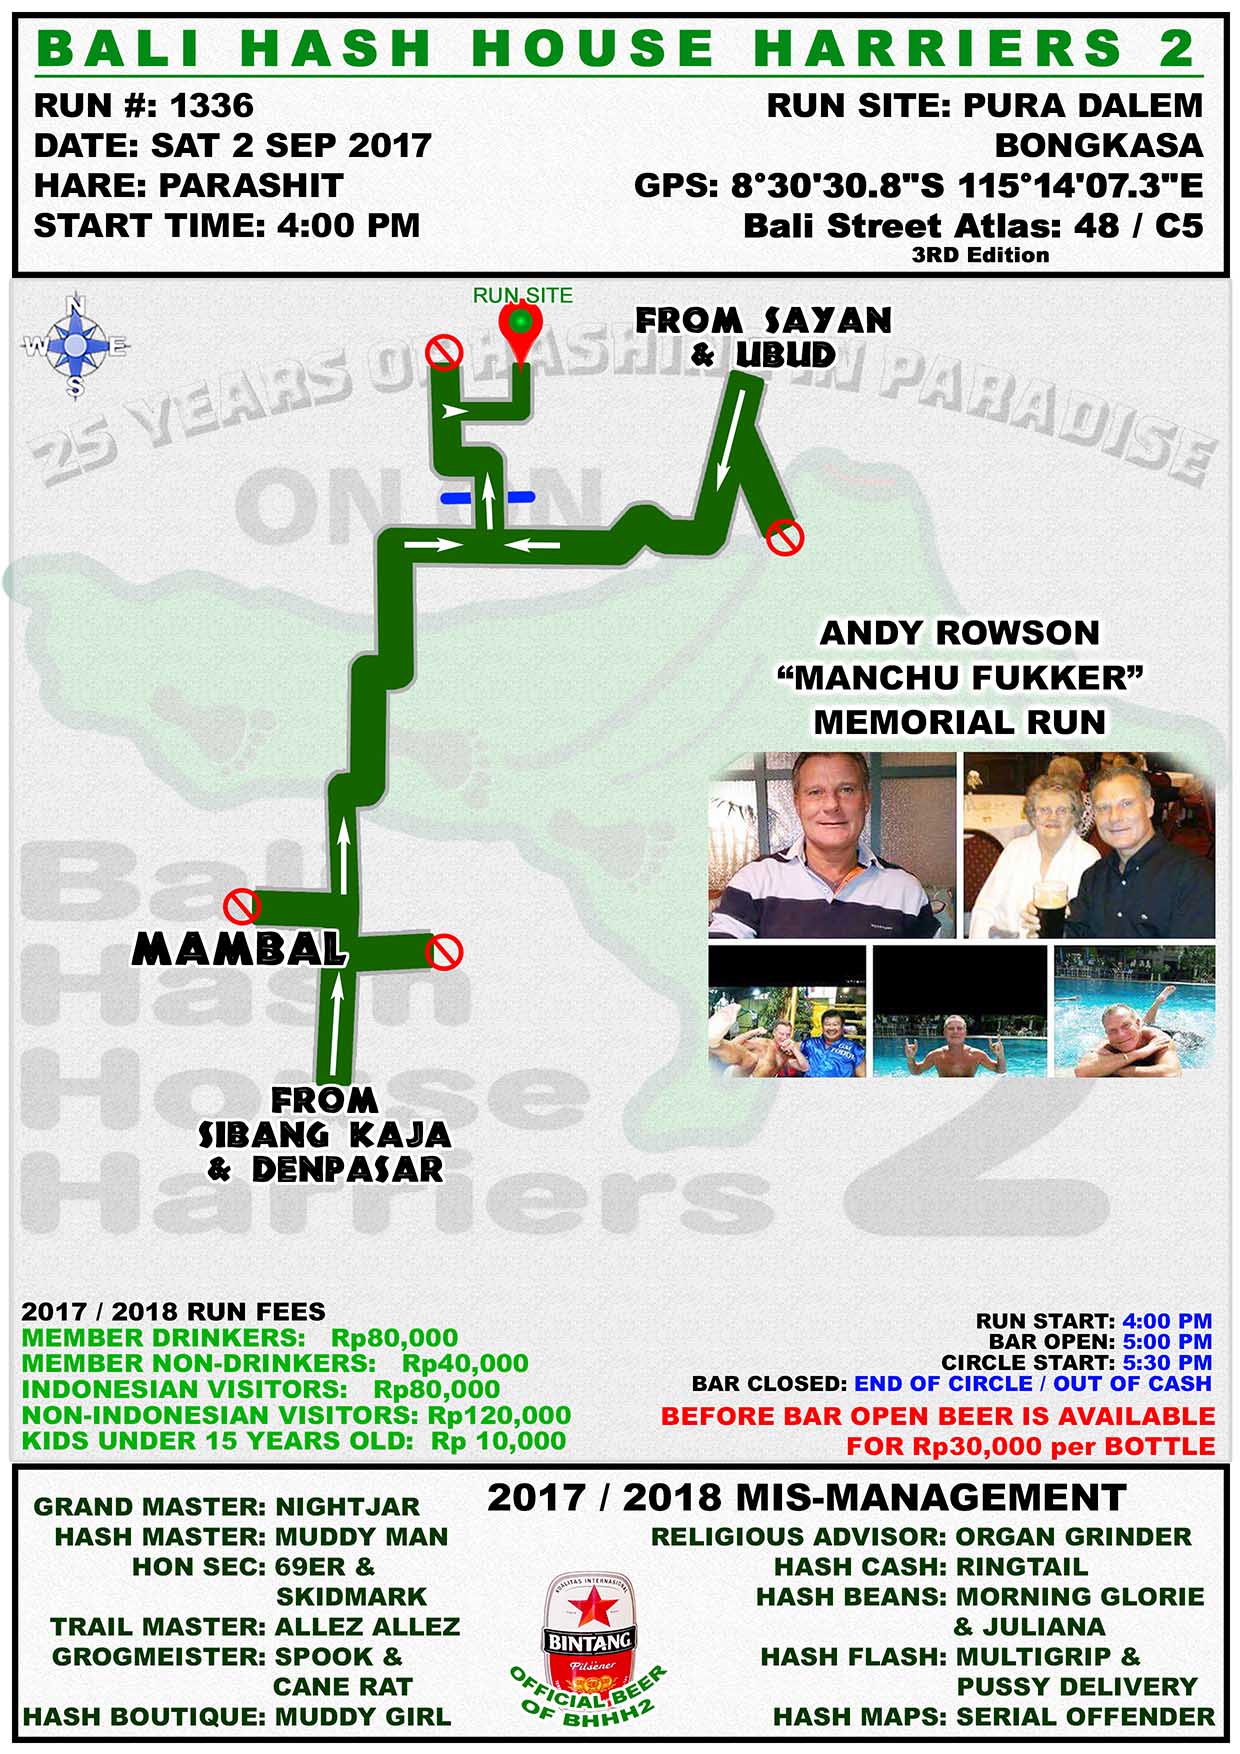 BALI HASH HOUSE HARRIERS 2
RUN #: 1336
DATE: SAT 2 SEP 2017
HARE: PARASHIT
START TIME: 4:00 PM
RUN SITE: PURA DALEM
BONGKASA
GPS: 8°30'30.8"S 115°14'07.3"E
Bali Street Atlas: 48 / C5
3RD Edition
N
W E
S
RUN SITE
FROM SAYAN
& UBUD
25 YEARS OF HASHING IN PARADISE
ON ON
ANDY ROWSON
“MANCHU FUKKER”
MEMORIAL RUN
MAMBAL
FROM
SIBANG KAJA
& DENPASAR
Bali
Hash
House
Harriers 2
2017 / 2018 RUN FEES
MEMBER DRINKERS: Rp80,000
MEMBER NON-DRINKERS: Rp40,000
INDONESIAN VISITORS: Rp80,000
NON-INDONESIAN VISITORS: Rp120,000
KIDS UNDER 15 YEARS OLD: Rp 10,000
RUN START: 4:00 PM
BAR OPEN: 5:00 PM
CIRCLE START: 5:30 PM
BAR CLOSED: END OF CIRCLE / OUT OF CASH
BEFORE BAR OPEN BEER IS AVAILABLE
FOR Rp30,000 per BOTTLE
2017 / 2018 MIS-MANAGEMENT
GRAND MASTER: NIGHTJAR
HASH MASTER: MUDDY MAN
HON SEC: 69ER &
SKIDMARK
TRAIL MASTER: ALLEZ ALLEZ
GROGMEISTER: SPOOK &
CANE RAT
HASH BOUTIQUE: MUDDY GIRL
KUALITAS INTERNASIONAL
BINTANG
Pilsener
OFFICIAL BEER
OF BHHH2
RELIGIOUS ADVISOR: ORGAN GRINDER
HASH CASH: RINGTAIL
HASH BEANS: MORNING GLORIE
& JULIANA
HASH FLASH: MULTIGRIP &
PUSSY DELIVERY
HASH MAPS: SERIAL OFFENDER